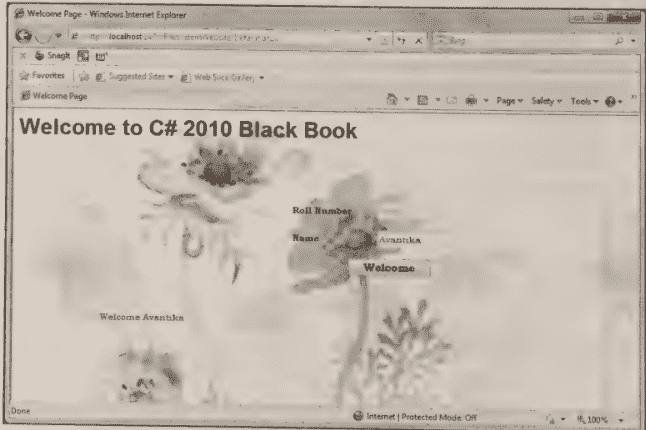 Welcome Page - Windows Internet Explorer
localhost
Bing
SnagIt
Favorites Suggested Sites Web Slice Gallery
Welcome Page Page Safety Tools
Welcome to C# 2010 Black Book
Roll Number
Name Avantika
Welcome
Welcome Avantika
Done Internet | Protected Mode: Off 100%